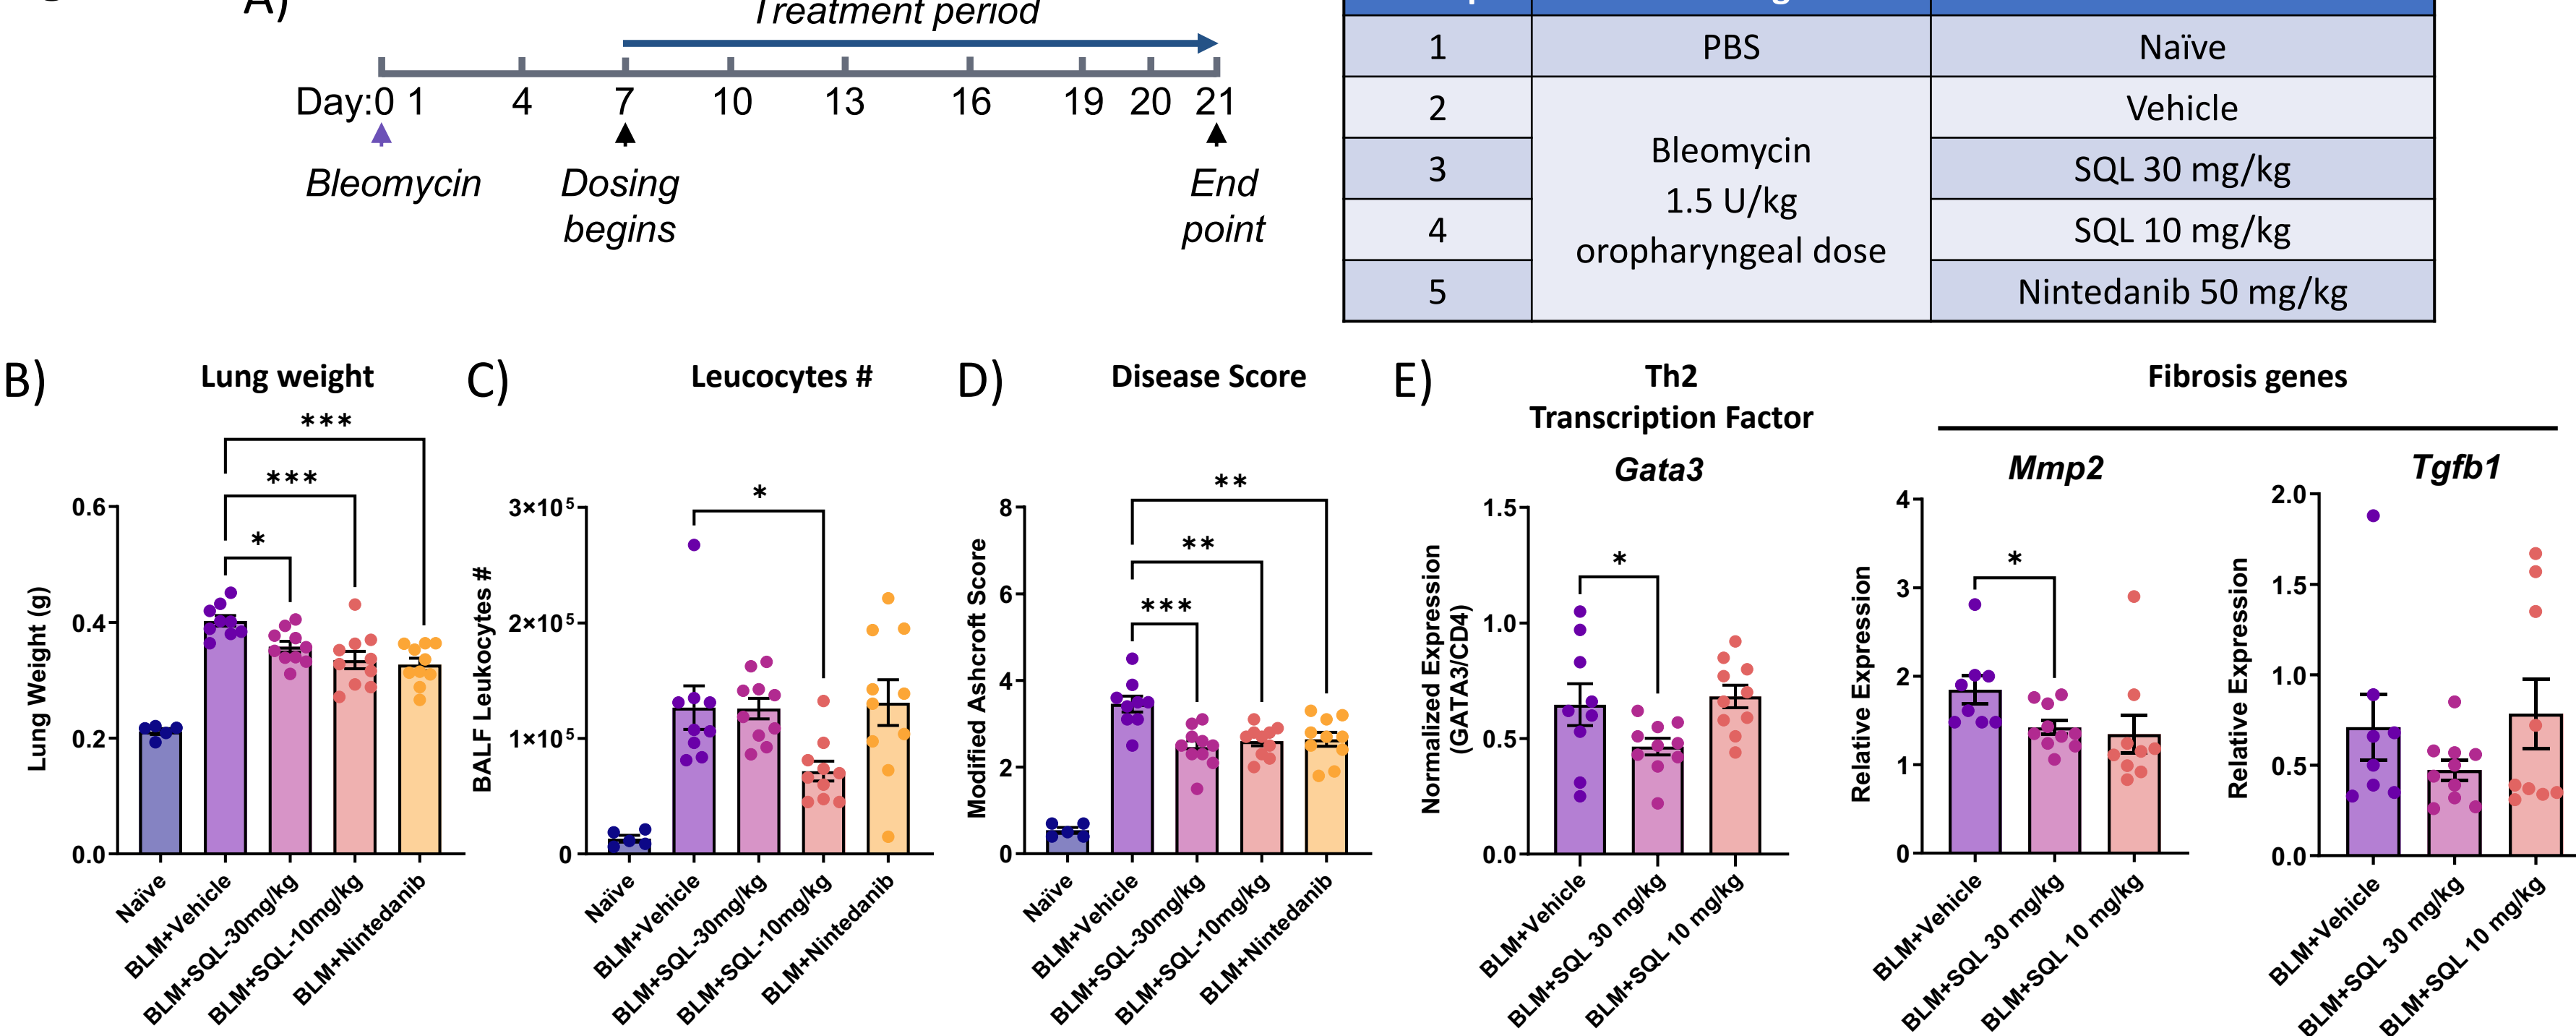 A)
Treatment period
Day:0 1 4 7 10 13 16 19 20 21
Bleomycin
Dosing
begins
End
point
1 PBS Naïve
2 Vehicle
3 SQL 30 mg/kg
4 SQL 10 mg/kg
5 Nintedanib 50 mg/kg
Bleomycin
1.5 U/kg
oropharyngeal dose
B)
Lung weight
***
***
*
Lung Weight (g)
0.6
0.4
0.2
0.0
Naïve
BLM+Vehicle
BLM+SQL-30mg/kg
BLM+SQL-10mg/kg
BLM+Nintedanib
C)
Leucocytes #
*
BALF Leukocytes #
3×10⁵
2×10⁵
1×10⁵
0
Naïve
BLM+Vehicle
BLM+SQL-30mg/kg
BLM+SQL-10mg/kg
BLM+Nintedanib
D)
Disease Score
**
**
***
Modified Ashcroft Score
8
6
4
2
0
Naïve
BLM+Vehicle
BLM+SQL-30mg/kg
BLM+SQL-10mg/kg
BLM+Nintedanib
E)
Th2
Transcription Factor
Gata3
*
Normalized Expression
(GATA3/CD4)
1.5
1.0
0.5
0.0
BLM+Vehicle
BLM+SQL 30 mg/kg
BLM+SQL 10 mg/kg
Fibrosis genes
Mmp2
*
Relative Expression
4
3
2
1
0
BLM+Vehicle
BLM+SQL 30 mg/kg
BLM+SQL 10 mg/kg
Tgfb1
Relative Expression
2.0
1.5
1.0
0.5
0.0
BLM+Vehicle
BLM+SQL 30 mg/kg
BLM+SQL 10 mg/kg